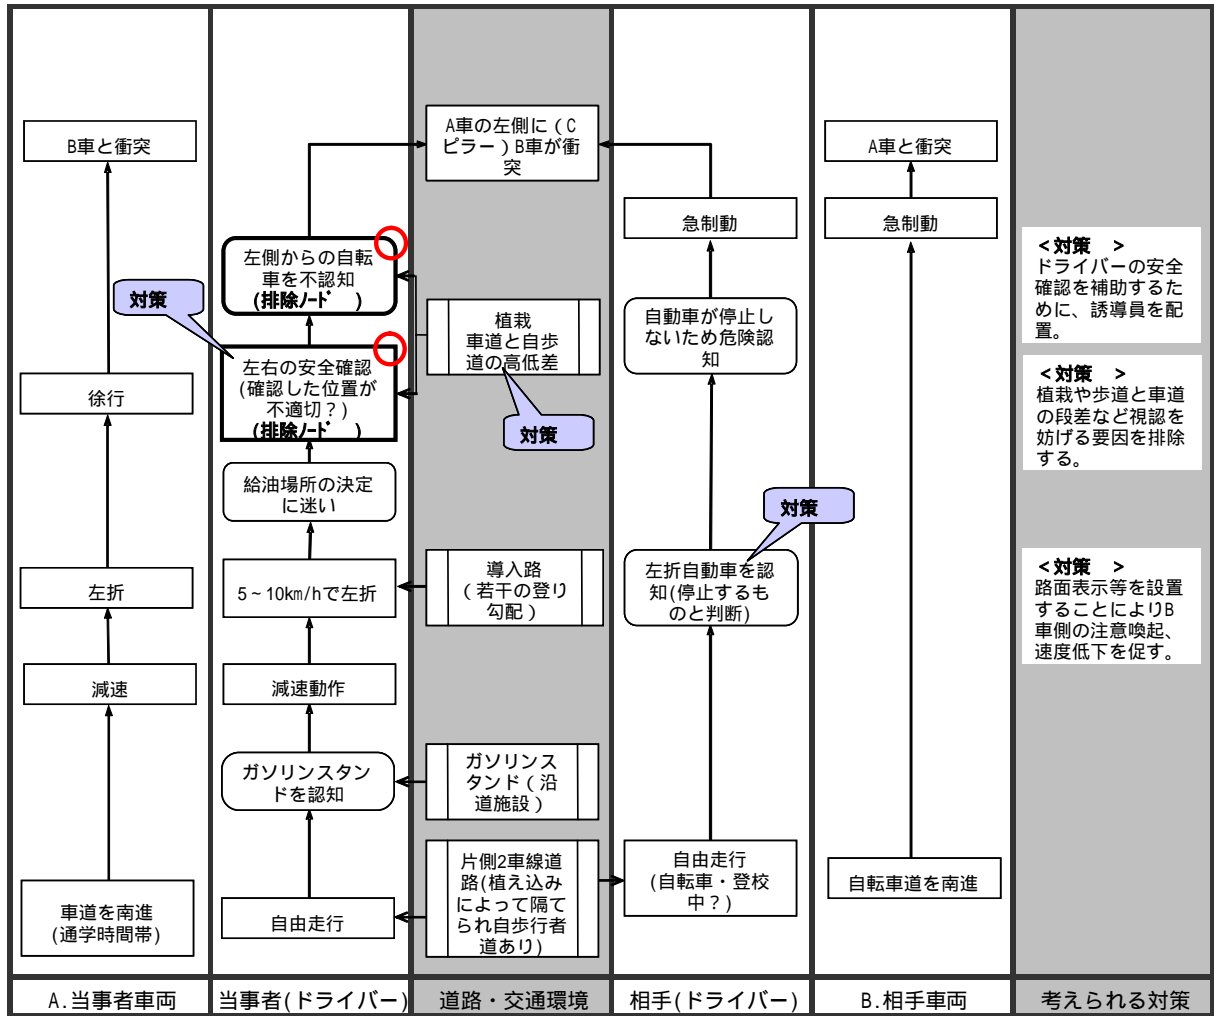 B車と衝突
徐行
左折
減速
車道を南進
(通学時間帯)
A.当事者車両
左側からの自転
車を不認知
(排除ノード　)
対策
左右の安全確認
(確認した位置が
不適切?)
(排除ノード　)
給油場所の決定
に迷い
5~10km/hで左折
減速動作
ガソリンスタン
ドを認知
自由走行
当事者(ドライバー)
A車の左側に(C
ピラー)B車が衝
突
植栽
車道と自歩
道の高低差
対策
導入路
(若干の登り
勾配)
ガソリンス
タンド(沿
道施設)
片側2車線道
路(植え込み
によって隔て
られ自歩行者
道あり)
道路・交通環境
急制動
自動車が停止し
ないため危険認
知
対策
左折自動車を認
知(停止するも
のと判断)
自由走行
(自転車・登校
中?)
相手(ドライバー)
A車と衝突
急制動
自転車道を南進
B.相手車両
<対策　>
ドライバーの安全
確認を補助するた
めに、誘導員を配
置。
<対策　>
植栽や歩道と車道
の段差など視認を
妨げる要因を排除
する。
<対策　>
路面表示等を設置
することによりB
車側の注意喚起、
速度低下を促す。
考えられる対策